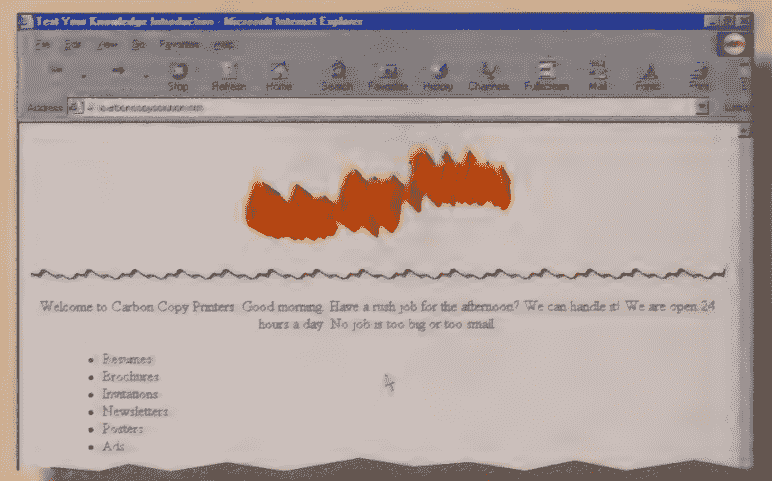 Test Your Knowledge Introduction - Microsoft Internet Explorer
File Edit View Go Favorites Help
Stop Refresh Home Search Favorites History Channels Fullscreen Mail Fonts Print
Address
Welcome to Carbon Copy Printers. Good morning. Have a rush job for the afternoon? We can handle it! We are open 24
hours a day. No job is too big or too small.
Resumes
Brochures
Invitations
Newsletters
Posters
Ads